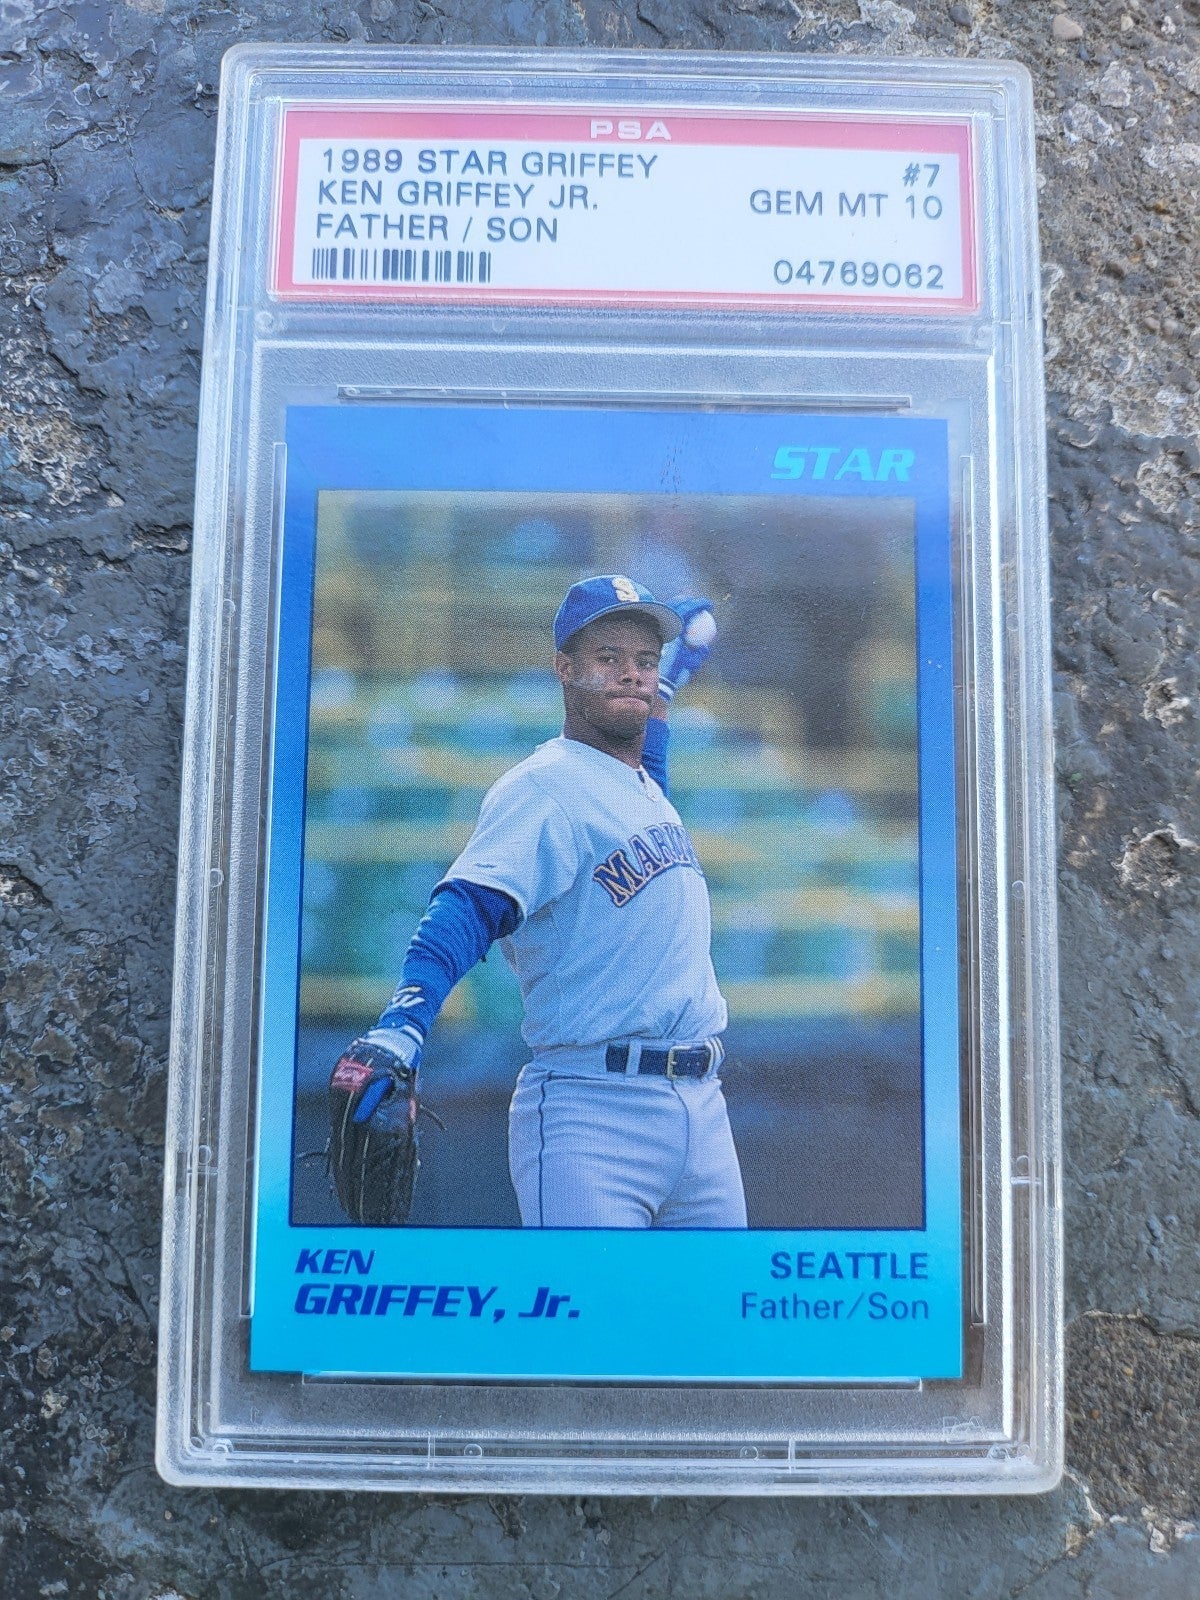 PSA
1989 STAR GRIFFEY #7
KEN GRIFFEY JR. GEM MT 10
FATHER / SON
04769062
STAR
S
MARIN
KEN
GRIFFEY, Jr.
SEATTLE
Father/Son